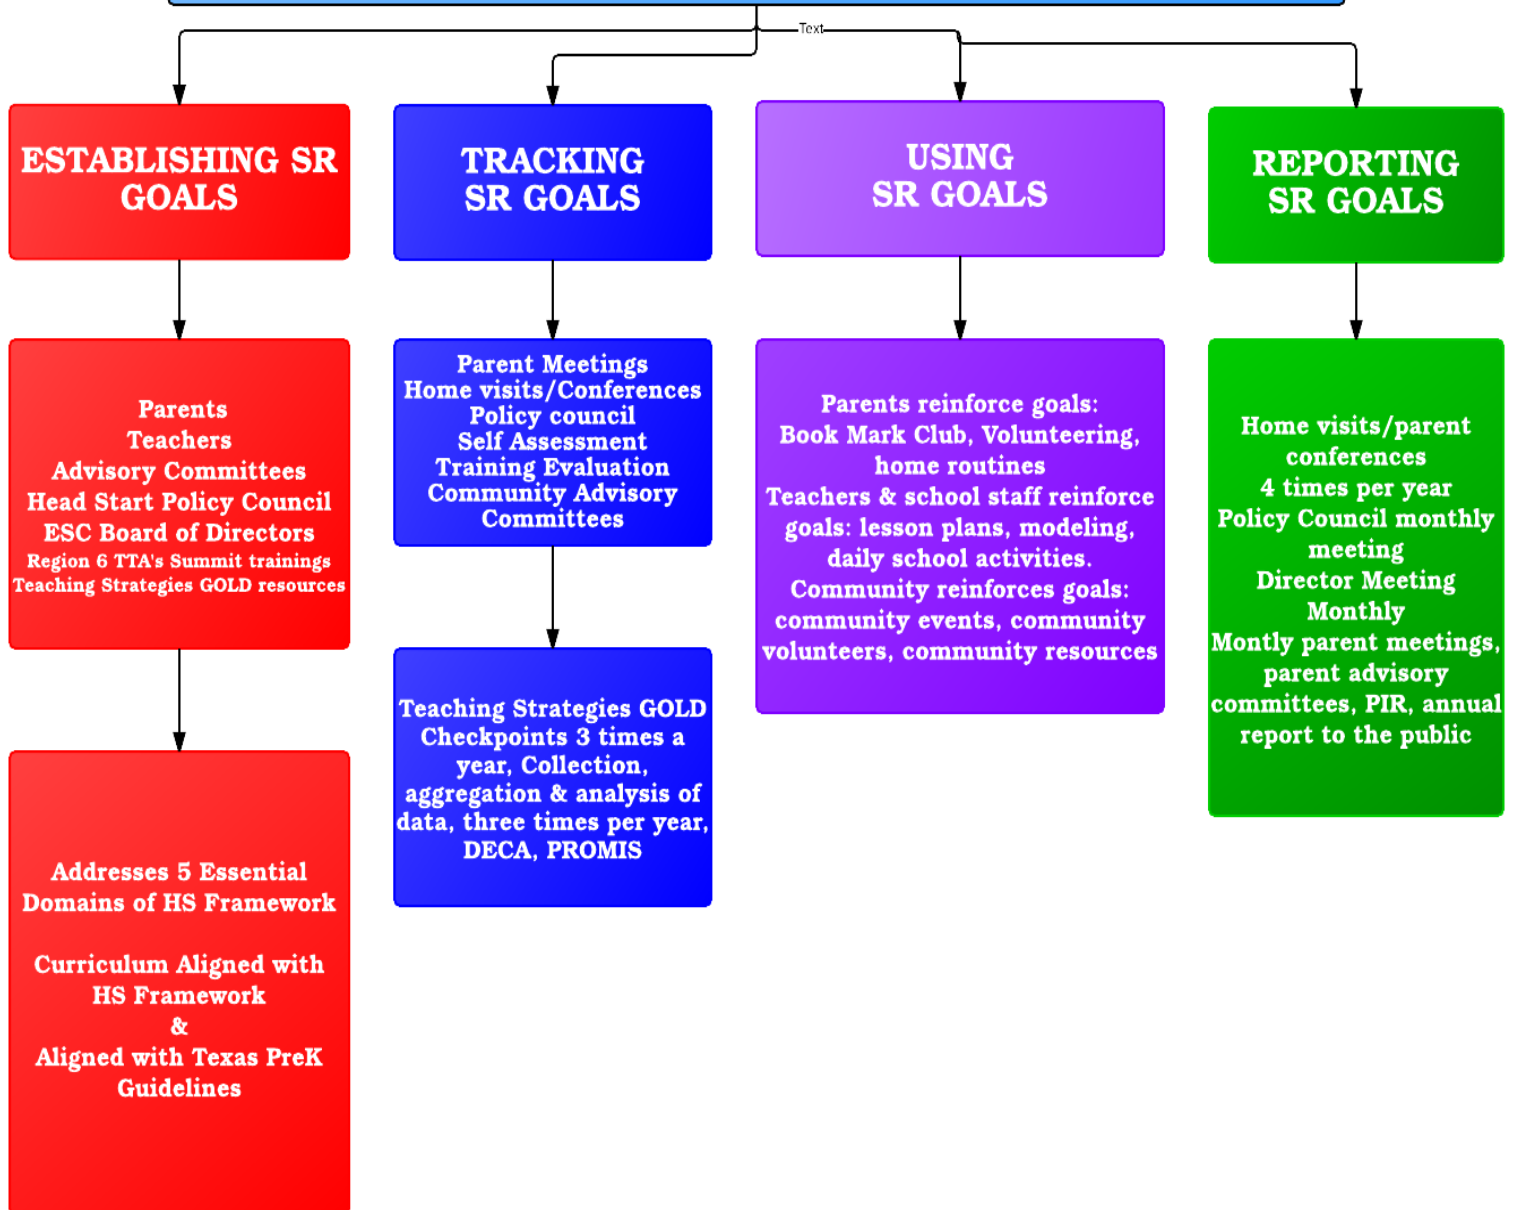 Text
ESTABLISHING SR
GOALS
TRACKING
SR GOALS
USING
SR GOALS
REPORTING
SR GOALS
Parents
Teachers
Advisory Committees
Head Start Policy Council
ESC Board of Directors
Region 6 TTA's Summit trainings
Teaching Strategies GOLD resources
Parent Meetings
Home visits/Conferences
Policy council
Self Assessment
Training Evaluation
Community Advisory
Committees
Parents reinforce goals:
Book Mark Club, Volunteering,
home routines
Teachers & school staff reinforce
goals: lesson plans, modeling,
daily school activities.
Community reinforces goals:
community events, community
volunteers, community resources
Home visits/parent
conferences
4 times per year
Policy Council monthly
meeting
Director Meeting
Monthly
Montly parent meetings,
parent advisory
committees, PIR, annual
report to the public
Teaching Strategies GOLD
Checkpoints 3 times a
year, Collection,
aggregation & analysis of
data, three times per year,
DECA, PROMIS
Addresses 5 Essential
Domains of HS Framework
Curriculum Aligned with
HS Framework
&
Aligned with Texas PreK
Guidelines